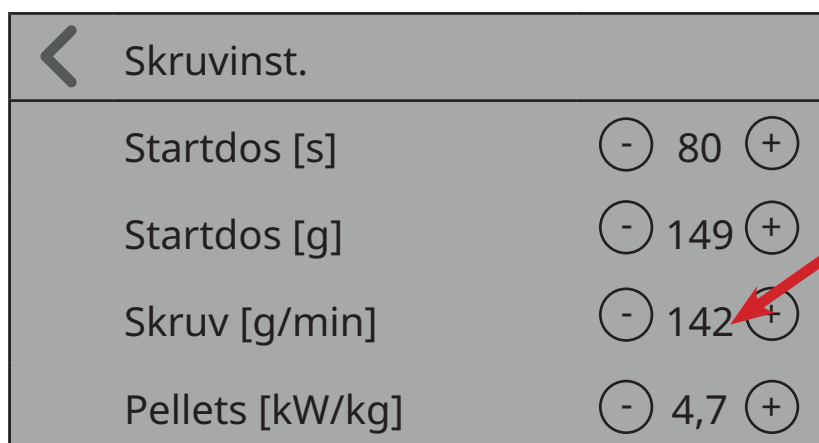 Skruvinst.
Startdos [s] - 80 +
Startdos [g] - 149 +
Skruv [g/min] - 142 +
Pellets [kW/kg] - 4,7 +